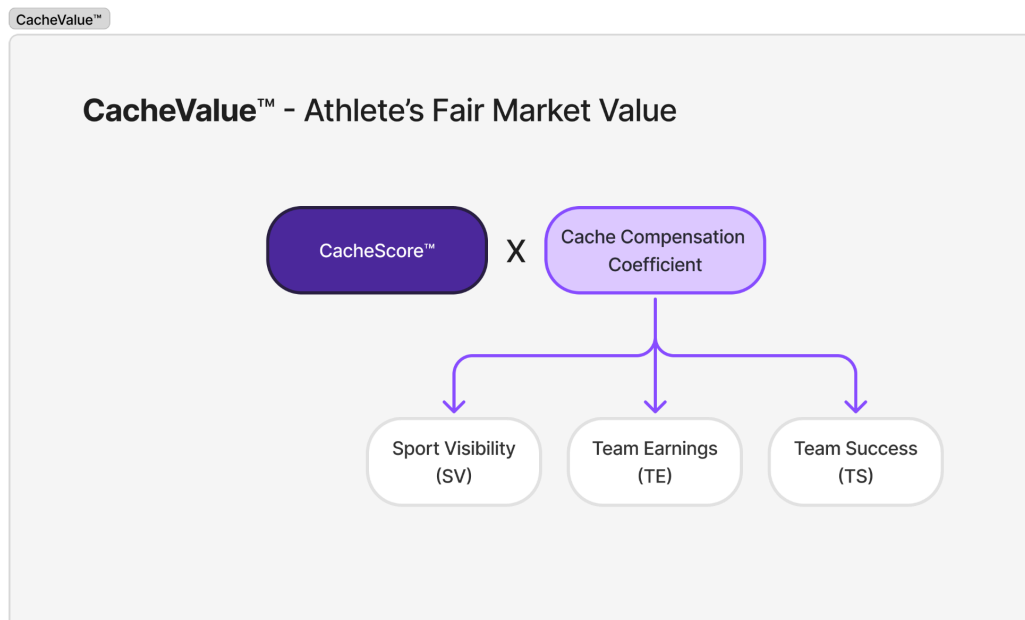 CacheValue™
CacheValue™ - Athlete's Fair Market Value
CacheScore™
X
Cache Compensation
Coefficient
Sport Visibility
(SV)
Team Earnings
(TE)
Team Success
(TS)